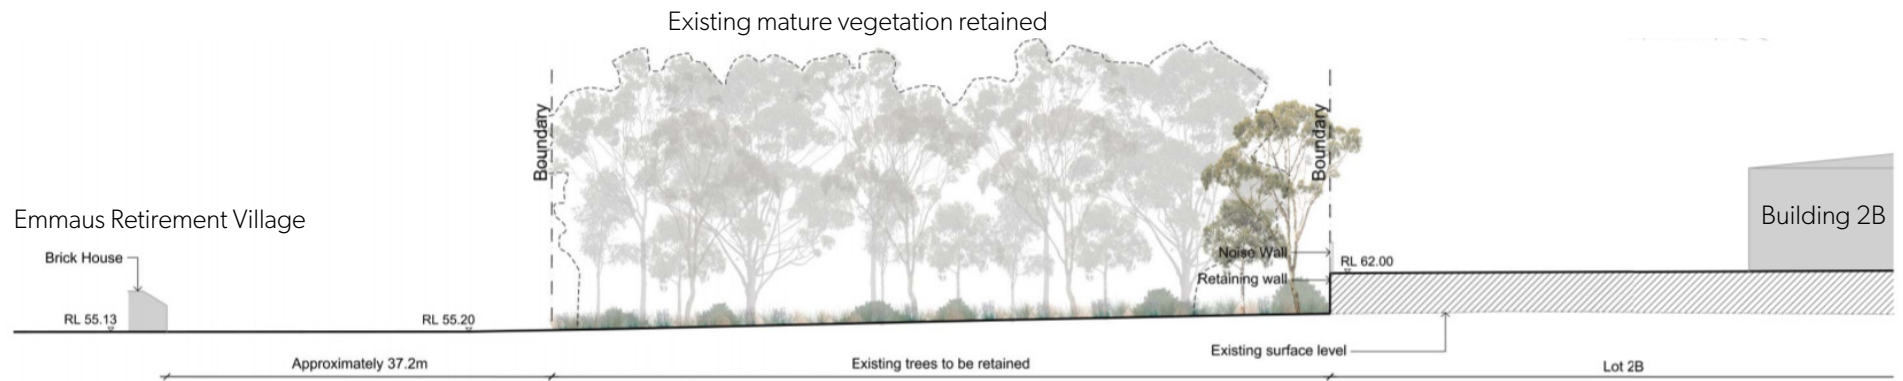 Existing mature vegetation retained
Boundary
Boundary
Emmaus Retirement Village
Building 2B
Brick House
Noise Wall
RL 62.00
Retaining wall
RL 55.13
RL 55.20
Existing surface level
Approximately 37.2m
Existing trees to be retained
Lot 2B